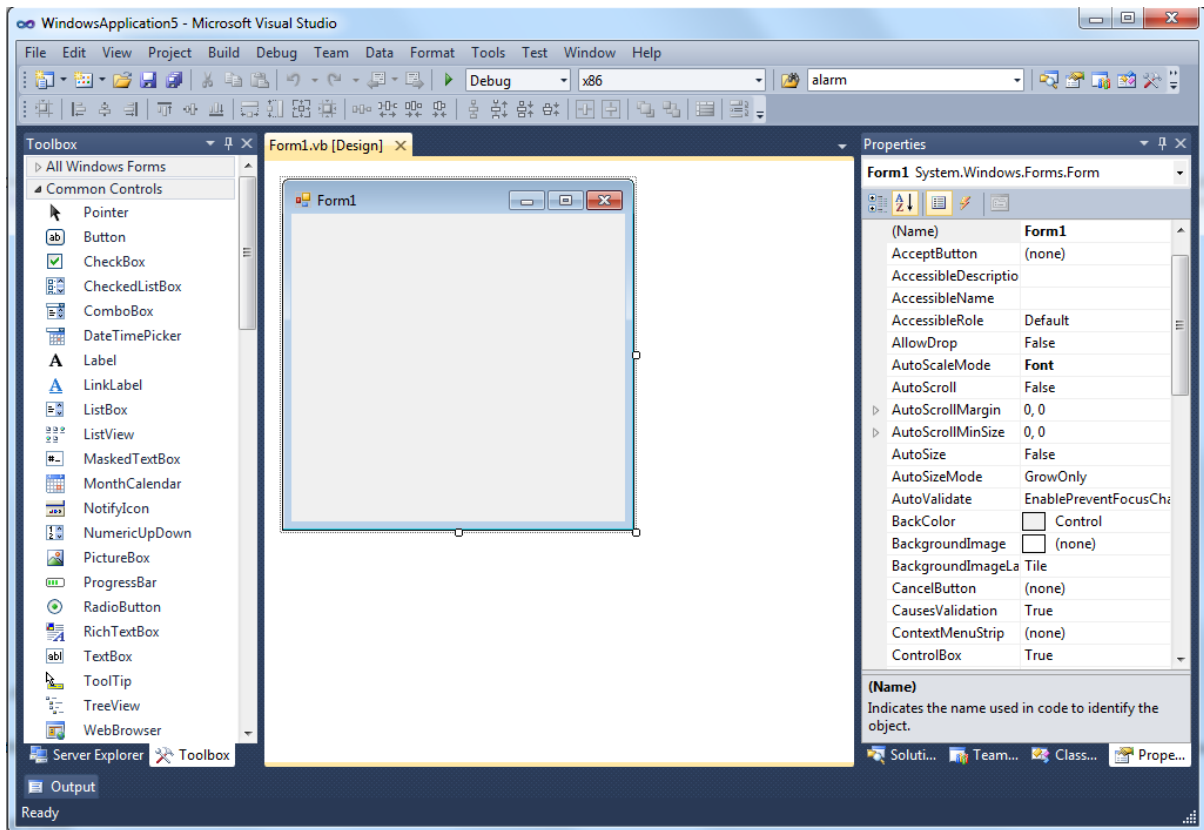 WindowsApplication5 - Microsoft Visual Studio
File Edit View Project Build Debug Team Data Format Tools Test Window Help
Debug x86 alarm
Toolbox
All Windows Forms
Common Controls
Pointer
Button
CheckBox
CheckedListBox
ComboBox
DateTimePicker
Label
LinkLabel
ListBox
ListView
MaskedTextBox
MonthCalendar
NotifyIcon
NumericUpDown
PictureBox
ProgressBar
RadioButton
RichTextBox
TextBox
ToolTip
TreeView
WebBrowser
Server Explorer Toolbox
Form1.vb [Design]
Form1
Properties
Form1 System.Windows.Forms.Form
(Name) Form1
AcceptButton (none)
AccessibleDescriptio
AccessibleName
AccessibleRole Default
AllowDrop False
AutoScaleMode Font
AutoScroll False
AutoScrollMargin 0, 0
AutoScrollMinSize 0, 0
AutoSize False
AutoSizeMode GrowOnly
AutoValidate EnablePreventFocusCha
BackColor Control
BackgroundImage (none)
BackgroundImageLa Tile
CancelButton (none)
CausesValidation True
ContextMenuStrip (none)
ControlBox True
(Name)
Indicates the name used in code to identify the
object.
Soluti... Team... Class... Prope...
Output
Ready